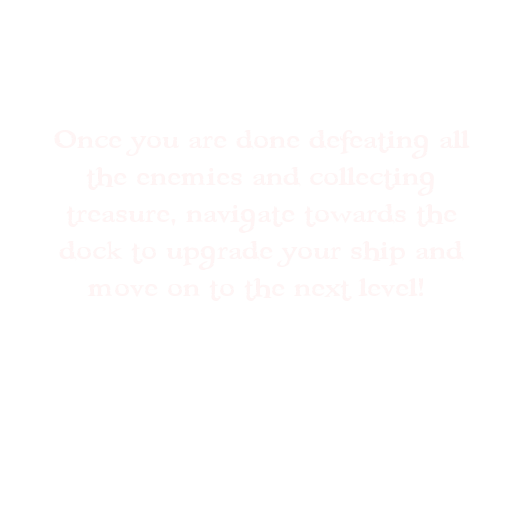 Once you are done defeating all
the enemies and collecting
treasure, navigate towards the
dock to upgrade your ship and
move on to the next level!